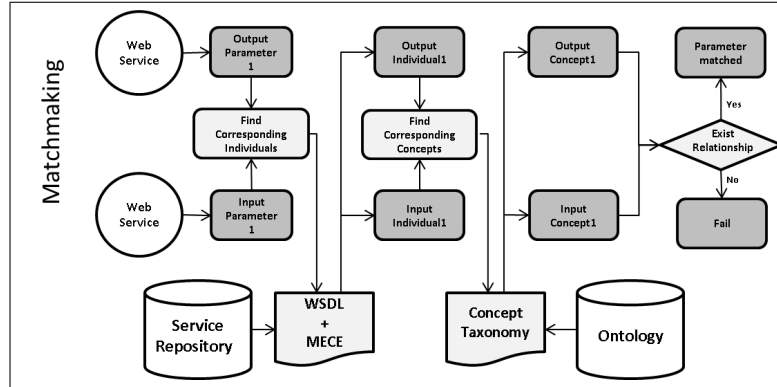 Matchmaking
Web
Service
Output
Parameter
1
Output
Individual1
Output
Concept1
Parameter
matched
Find
Corresponding
Individuals
Find
Corresponding
Concepts
Yes
Exist
Relationship
No
Web
Service
Input
Parameter
1
Input
Individual1
Input
Concept1
Fail
Service
Repository
WSDL
+
MECE
Concept
Taxonomy
Ontology